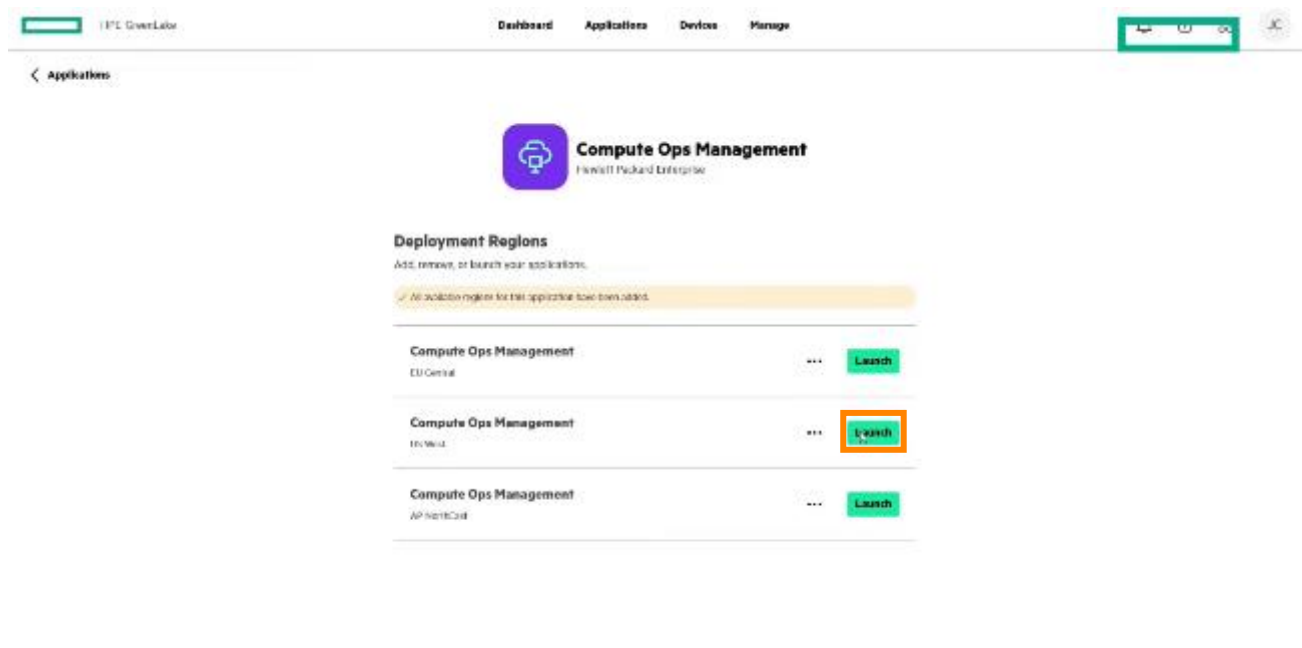 HPE GreenLake
Dashboard Applications Devices Manage
JC
Applications
Compute Ops Management
Hewlett Packard Enterprise
Deployment Regions
Add, remove, or launch your applications.
All available regions for this application have been added.
Compute Ops Management
EU Central
Launch
Compute Ops Management
US West
Launch
Compute Ops Management
AP NorthEast
Launch